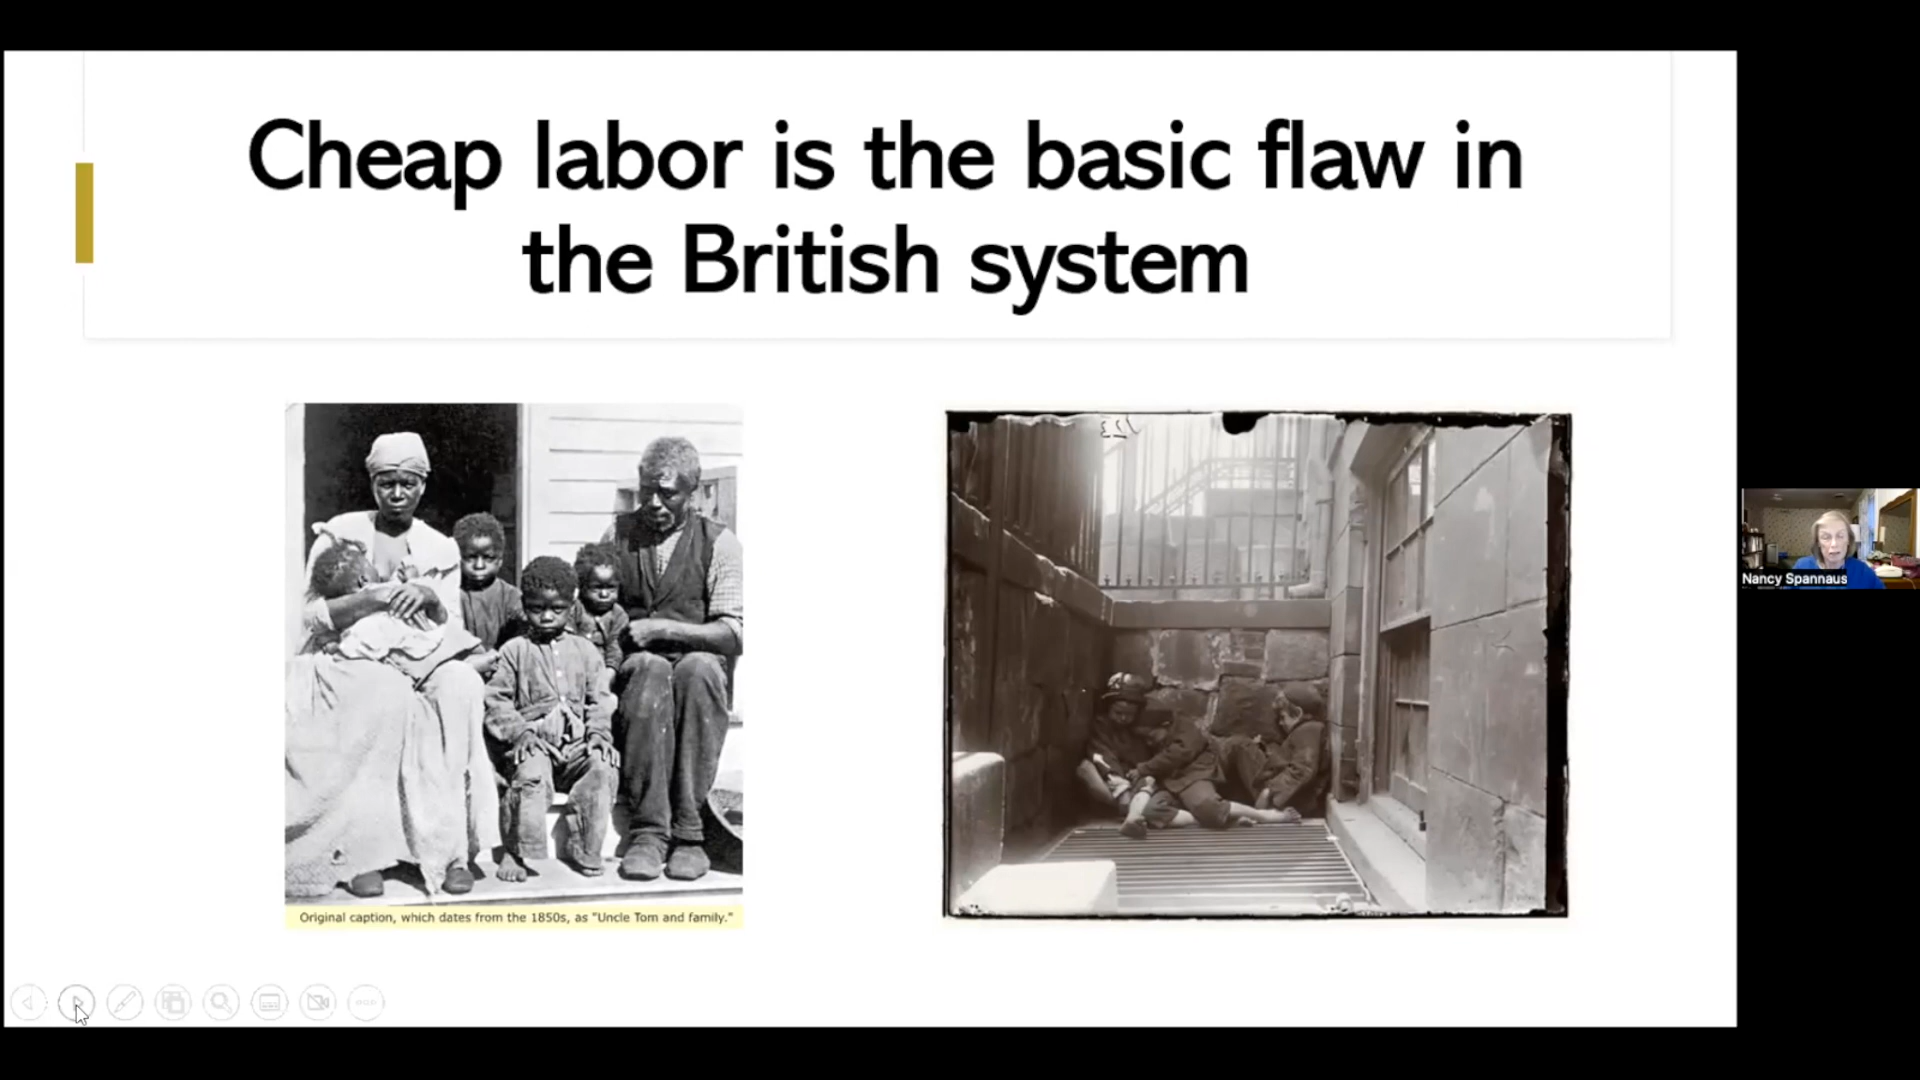 Cheap labor is the basic flaw in
the British system
Original caption, which dates from the 1850s, as "Uncle Tom and family."
Nancy Spannaus